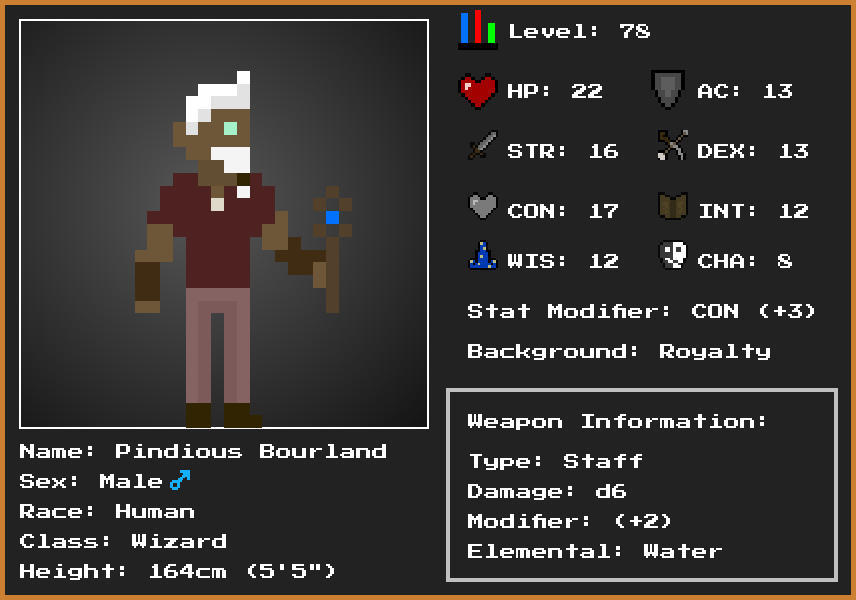 Level: 78
HP: 22 AC: 13
STR: 16 DEX: 13
CON: 17 INT: 12
WIS: 12 CHA: 8
Stat Modifier: CON (+3)
Background: Royalty
Weapon Information:
Type: Staff
Damage: d6
Modifier: (+2)
Elemental: Water
Name: Pindious Bourland
Sex: Male ♂
Race: Human
Class: Wizard
Height: 164cm (5'5")